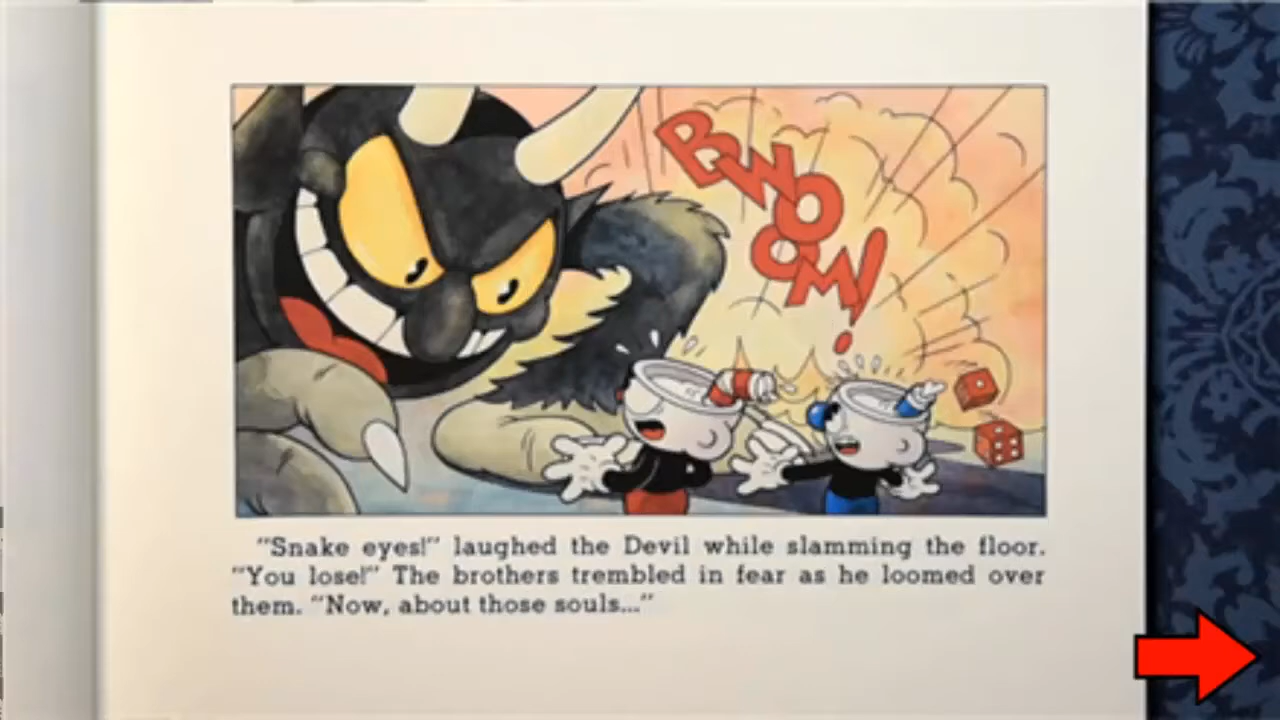 BWOOM!
"Snake eyes!" laughed the Devil while slamming the floor.
"You lose!" The brothers trembled in fear as he loomed over
them. "Now, about those souls..."